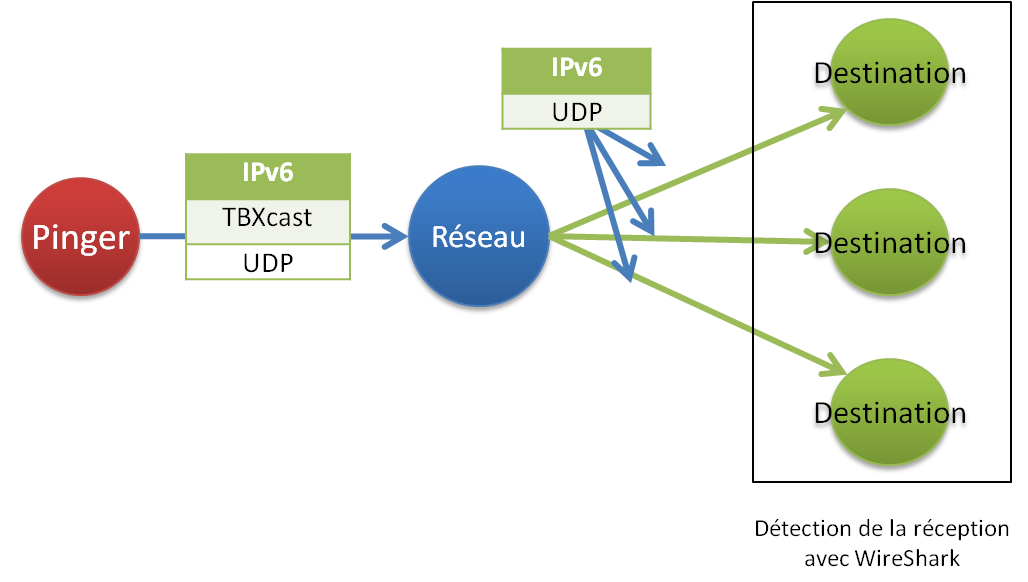 Pinger
IPv6
TBXcast
UDP
Réseau
IPv6
UDP
Destination
Destination
Destination
Détection de la réception
avec WireShark